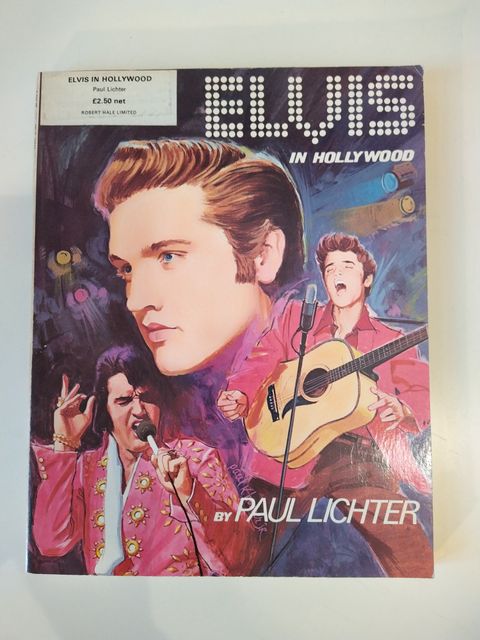 ELVIS IN HOLLYWOOD
Paul Lichter
£2.50 net
ROBERT HALE LIMITED
ELVIS
IN HOLLYWOOD
BY PAUL LICHTER